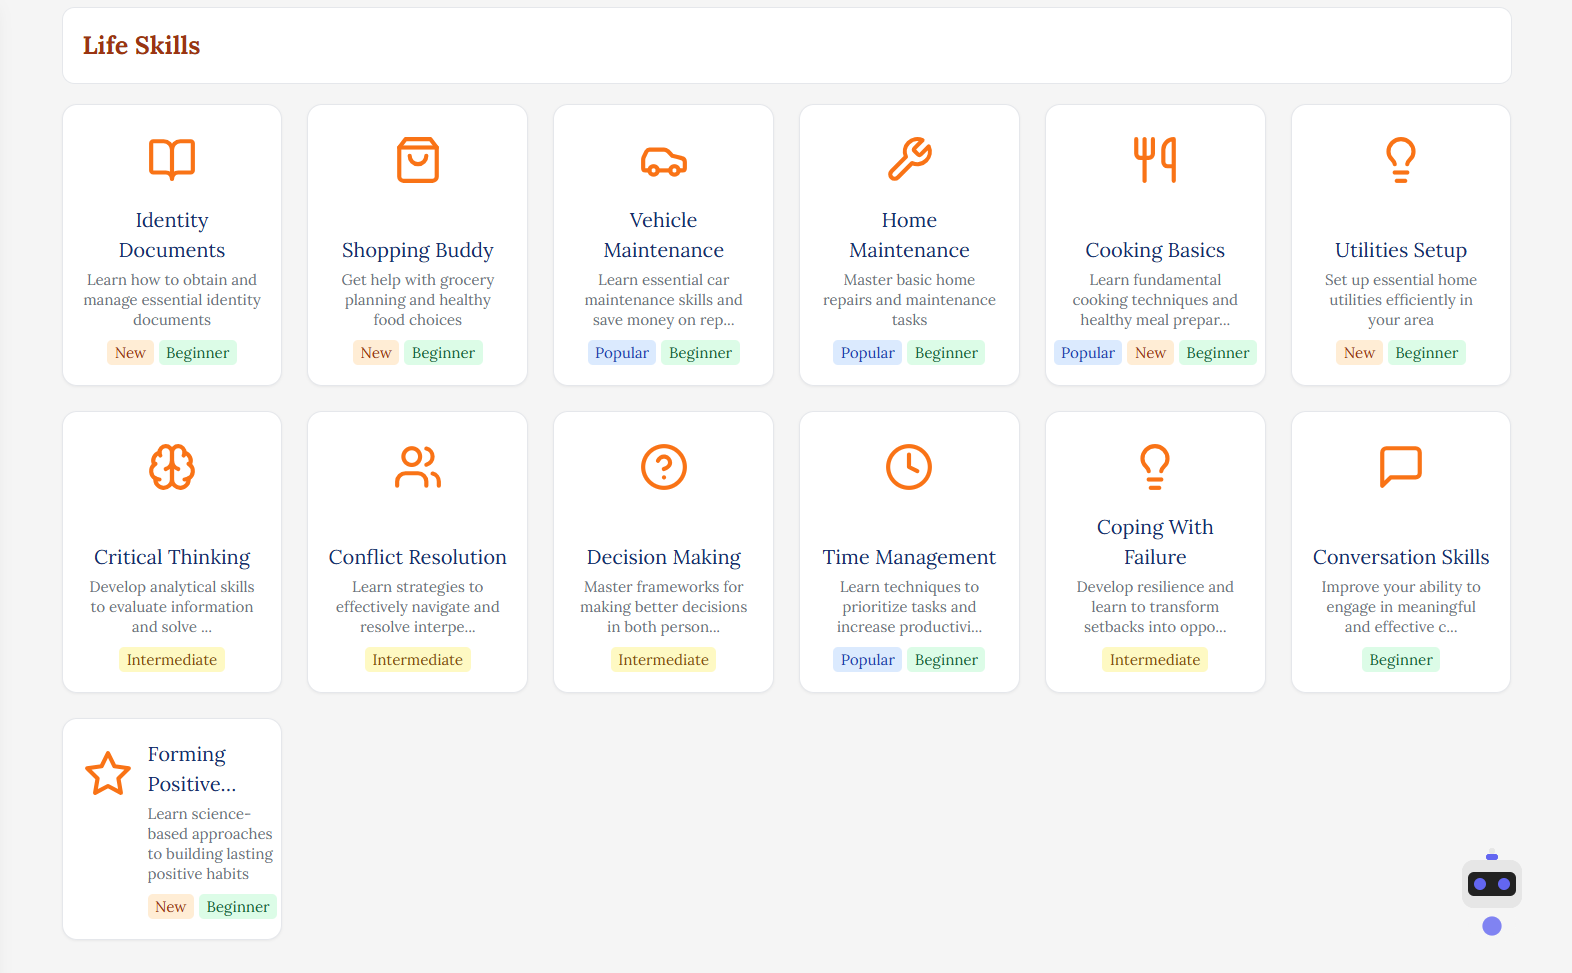 Life Skills
Identity
Documents
Learn how to obtain and
manage essential identity
documents
New Beginner
Shopping Buddy
Get help with grocery
planning and healthy
food choices
New Beginner
Vehicle
Maintenance
Learn essential car
maintenance skills and
save money on rep...
Popular Beginner
Home
Maintenance
Master basic home
repairs and maintenance
tasks
Popular Beginner
Cooking Basics
Learn fundamental
cooking techniques and
healthy meal prepar...
Popular New Beginner
Utilities Setup
Set up essential home
utilities efficiently in
your area
New Beginner
Critical Thinking
Develop analytical skills
to evaluate information
and solve ...
Intermediate
Conflict Resolution
Learn strategies to
effectively navigate and
resolve interpe...
Intermediate
Decision Making
Master frameworks for
making better decisions
in both person...
Intermediate
Time Management
Learn techniques to
prioritize tasks and
increase productivi...
Popular Beginner
Coping With
Failure
Develop resilience and
learn to transform
setbacks into oppo...
Intermediate
Conversation Skills
Improve your ability to
engage in meaningful
and effective c...
Beginner
Forming
Positive...
Learn science-
based approaches
to building lasting
positive habits
New Beginner